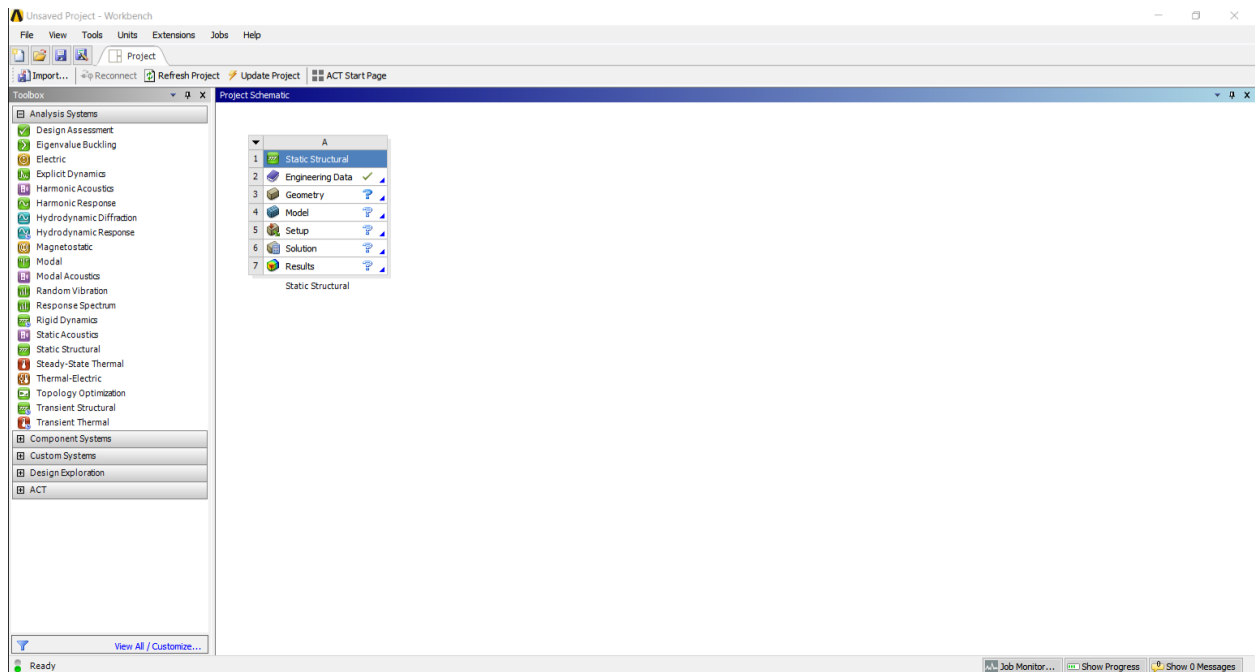 Unsaved Project - Workbench
File View Tools Units Extensions Jobs Help
Project
Import... Reconnect Refresh Project Update Project ACT Start Page
Toolbox
Project Schematic
Analysis Systems
Design Assessment
Eigenvalue Buckling
Electric
Explicit Dynamics
Harmonic Acoustics
Harmonic Response
Hydrodynamic Diffraction
Hydrodynamic Response
Magnetostatic
Modal
Modal Acoustics
Random Vibration
Response Spectrum
Rigid Dynamics
Static Acoustics
Static Structural
Steady-State Thermal
Thermal-Electric
Topology Optimization
Transient Structural
Transient Thermal
Component Systems
Custom Systems
Design Exploration
ACT
View All / Customize...
A
1 Static Structural
2 Engineering Data
3 Geometry
4 Model
5 Setup
6 Solution
7 Results
Static Structural
Ready
Job Monitor... Show Progress Show 0 Messages